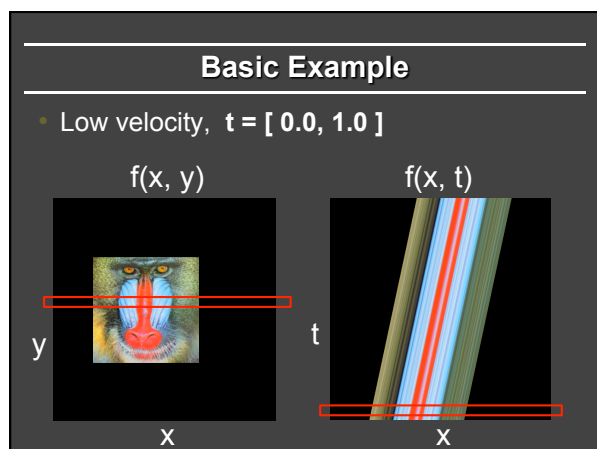 Basic Example
• Low velocity, t = [ 0.0, 1.0 ]
f(x, y)
f(x, t)
y
t
x
x